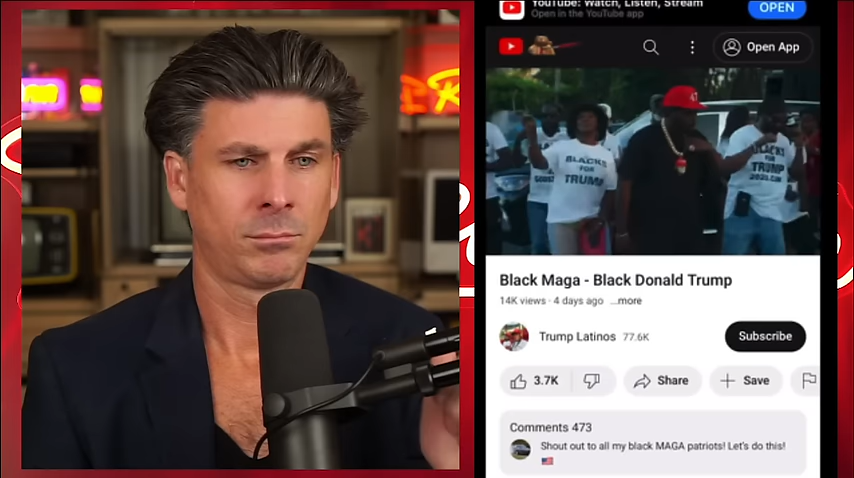 YouTube: Watch, Listen, Stream
Open in the YouTube app
OPEN
Open App
47
BLACKS
FOR
TRUMP
BLACKS
FOR
TRUMP
Black Maga - Black Donald Trump
14K views · 4 days ago ...more
Trump Latinos 77.6K
Subscribe
3.7K
Share
Save
Comments 473
Shout out to all my black MAGA patriots! Let's do this!